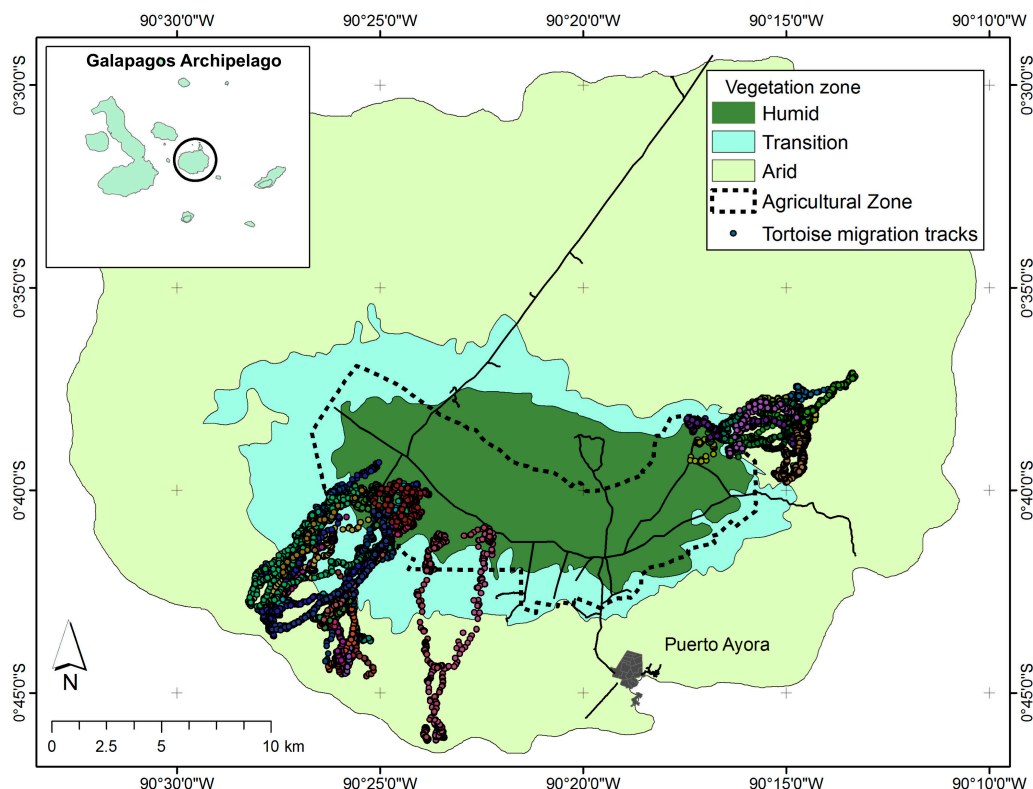 90°30'0"W 90°25'0"W 90°20'0"W 90°15'0"W 90°10'0"W
Galapagos Archipelago
Vegetation zone
Humid
Transition
Arid
Agricultural Zone
Tortoise migration tracks
0°30'0"S 0°30'0"S
0°35'0"S 0°35'0"S
0°40'0"S 0°40'0"S
Puerto Ayora
N
0°45'0"S 0°45'0"S
0 2.5 5 10 km
90°30'0"W 90°25'0"W 90°20'0"W 90°15'0"W 90°10'0"W